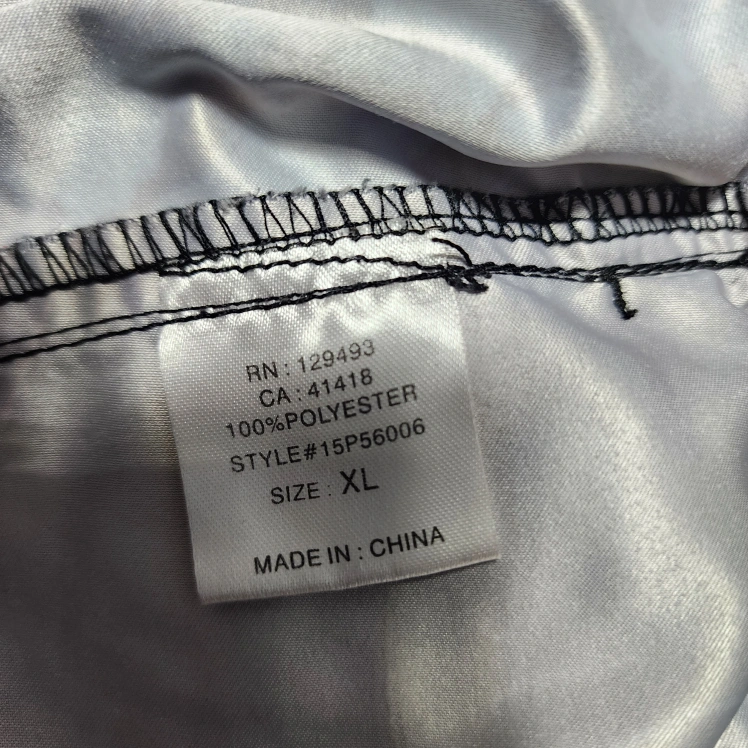 RN : 129493
CA : 41418
100%POLYESTER
STYLE#15P56006
SIZE : XL
MADE IN : CHINA